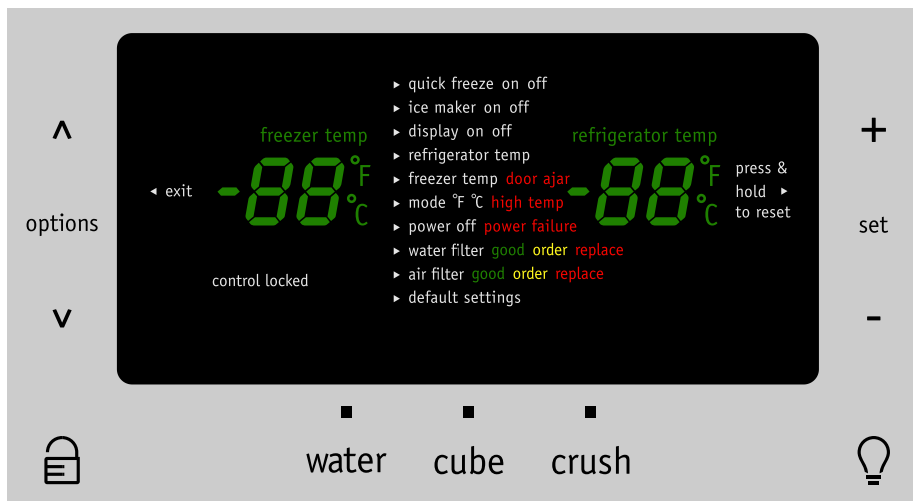 quick freeze on off
ice maker on off
display on off
refrigerator temp
freezer temp door ajar
mode °F °C high temp
power off power failure
water filter good order replace
air filter good order replace
default settings
freezer temp
-88 °F °C
refrigerator temp
-88 °F °C
exit
press &
hold
to reset
control locked
^
options
v
+
set
-
water cube crush